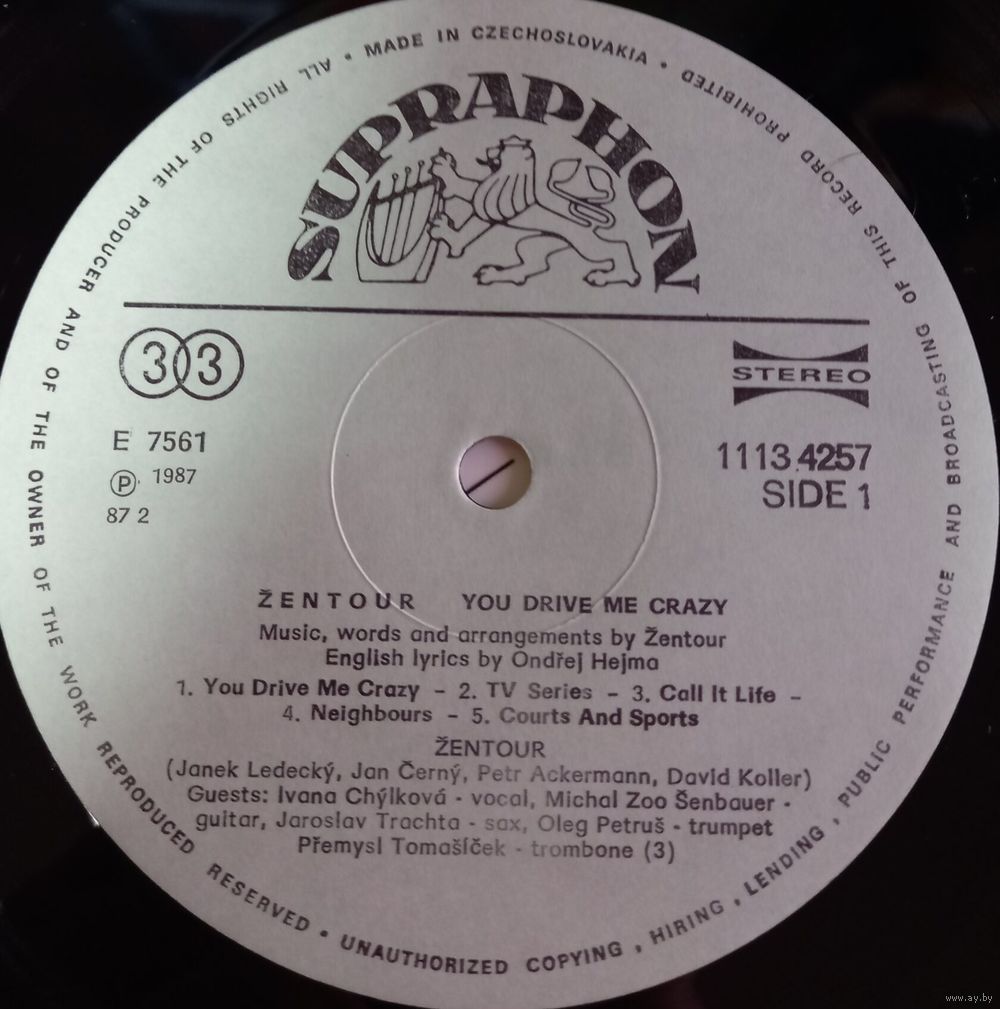 MADE IN CZECHOSLOVAKIA • ALL RIGHTS OF THE PRODUCER AND OF THE OWNER OF THE WORK REPRODUCED RESERVED • UNAUTHORIZED COPYING , HIRING , LENDING , PUBLIC PERFORMANCE AND BROADCASTING OF THIS RECORD PROHIBITED •
SUPRAPHON
33
STEREO
E 7561
Ⓟ 1987
87 2
1113 4257
SIDE 1
ŽENTOUR YOU DRIVE ME CRAZY
Music, words and arrangements by Žentour
English lyrics by Ondřej Hejma
1. You Drive Me Crazy – 2. TV Series – 3. Call It Life –
4. Neighbours – 5. Courts And Sports
ŽENTOUR
(Janek Ledecký, Jan Černý, Petr Ackermann, David Koller)
Guests: Ivana Chýlková - vocal, Michal Zoo Šenbauer -
guitar, Jaroslav Trachta - sax, Oleg Petruš - trumpet
Přemysl Tomašíček - trombone (3)
www.ay.by